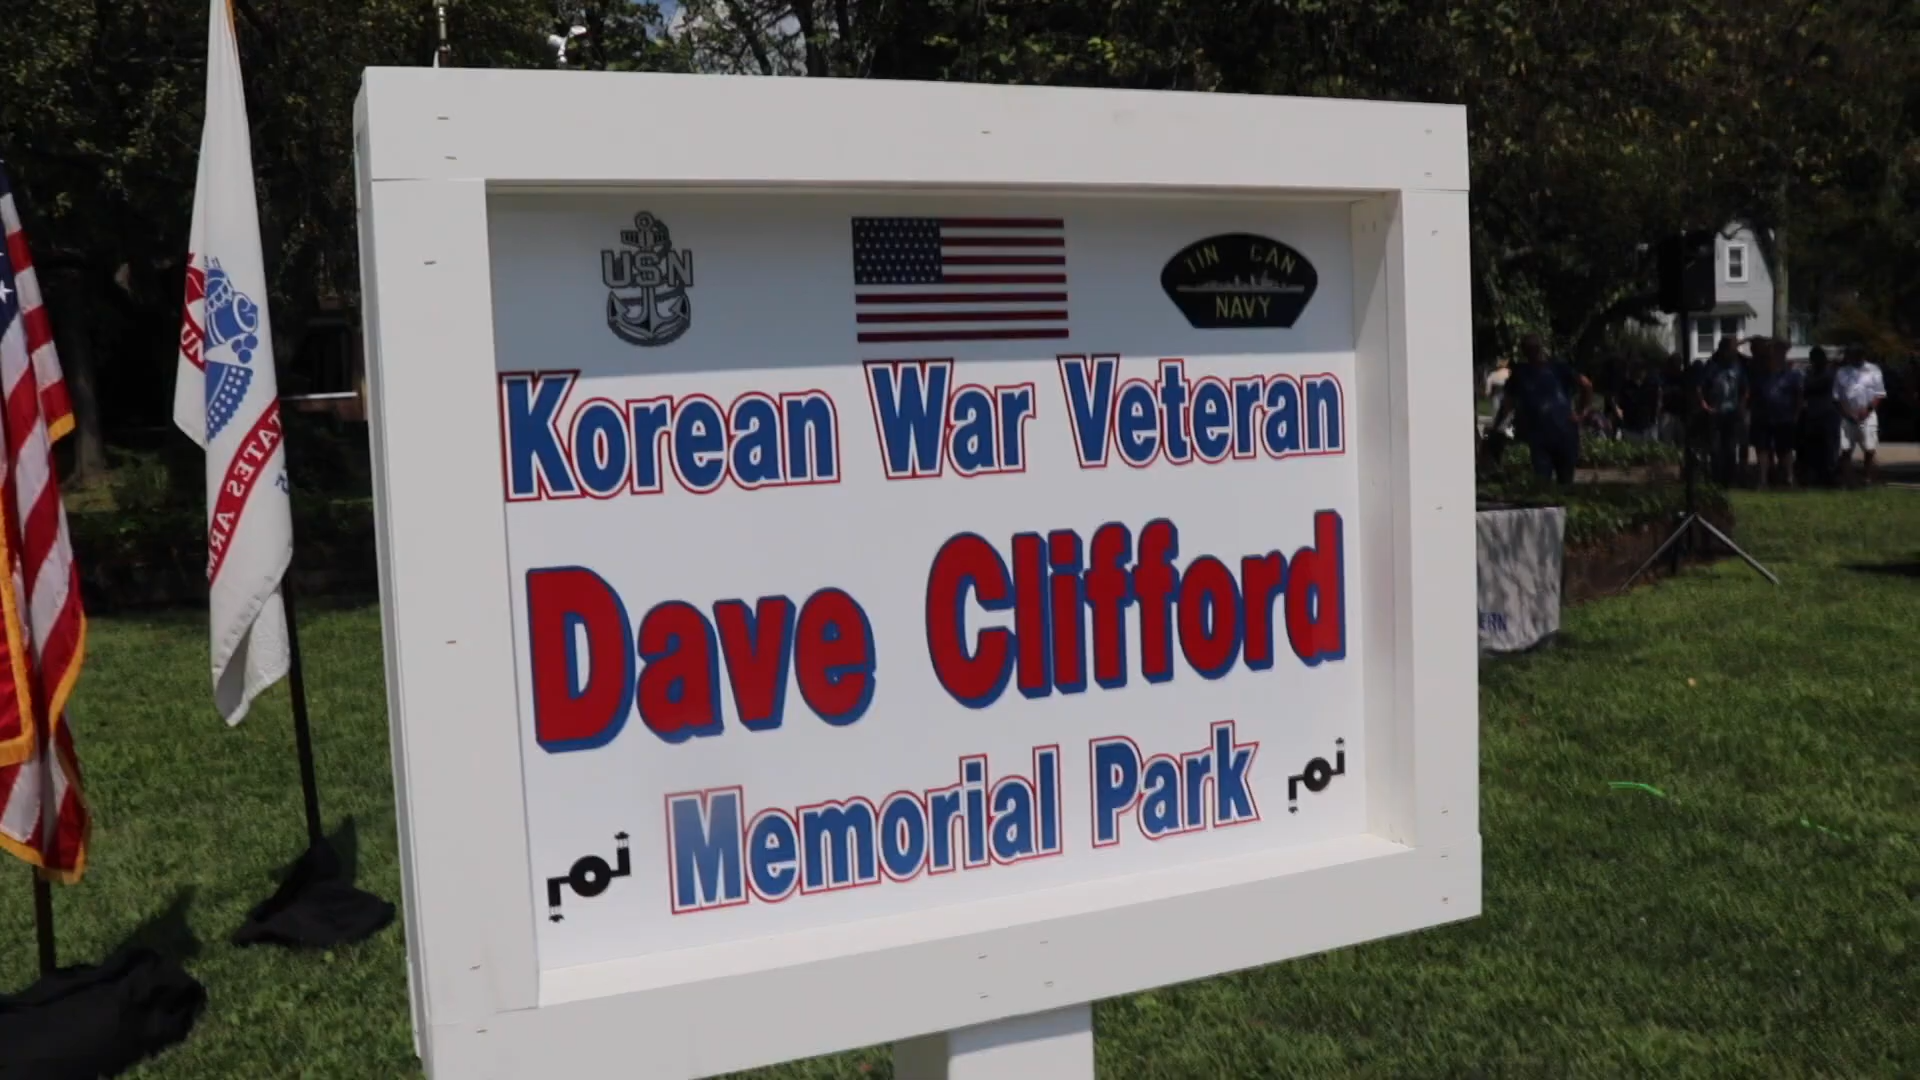 USN
TIN CAN
NAVY
Korean War Veteran
Dave Clifford
Memorial Park